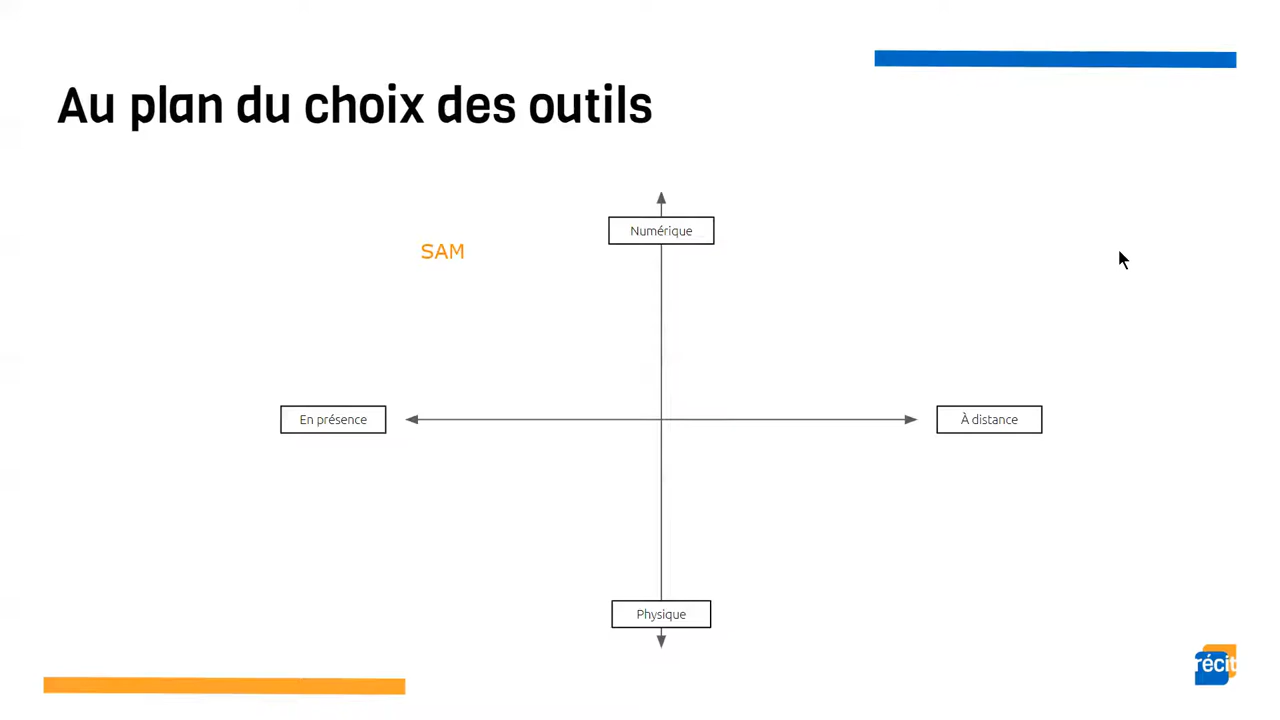 Au plan du choix des outils
Numérique
SAM
En présence
À distance
Physique
récit